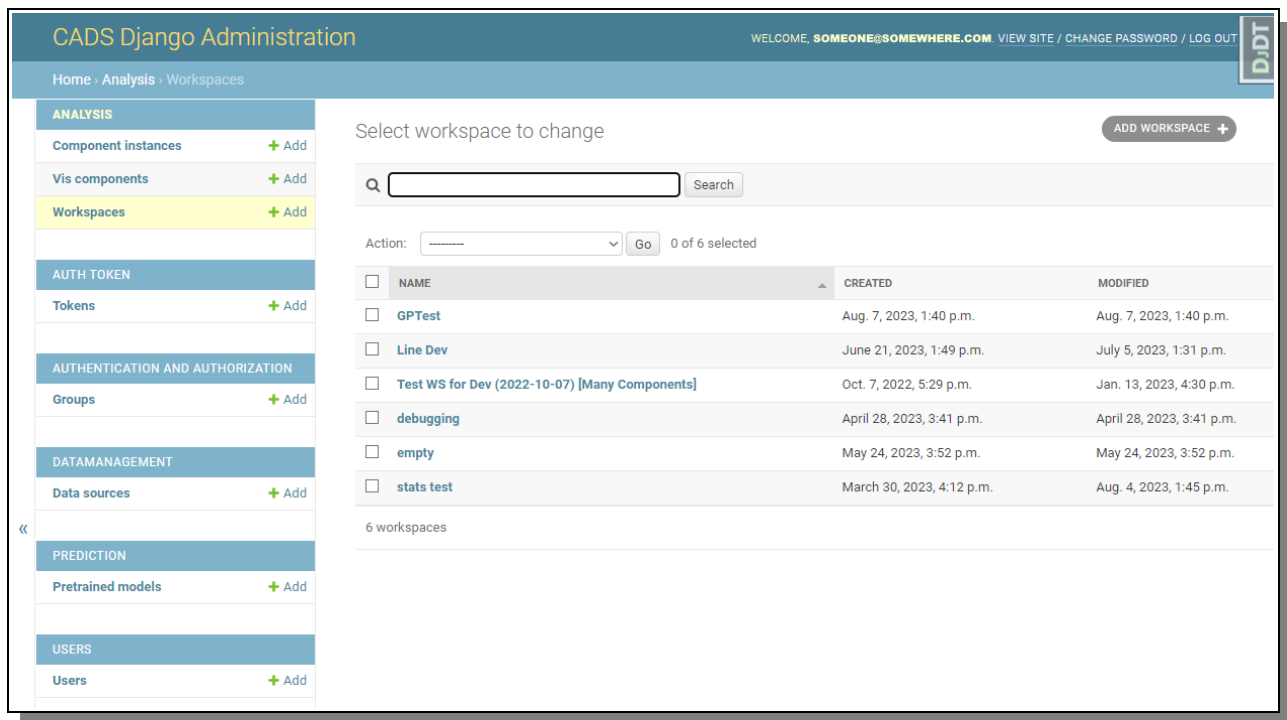 CADS Django Administration
WELCOME, SOMEONE@SOMEWHERE.COM. VIEW SITE / CHANGE PASSWORD / LOG OUT
DJDT
Home › Analysis › Workspaces
ANALYSIS
Component instances + Add
Vis components + Add
Workspaces + Add
AUTH TOKEN
Tokens + Add
AUTHENTICATION AND AUTHORIZATION
Groups + Add
DATAMANAGEMENT
Data sources + Add
«
PREDICTION
Pretrained models + Add
USERS
Users + Add
Select workspace to change
ADD WORKSPACE +
Search
Action: --------- Go 0 of 6 selected
NAME CREATED MODIFIED
GPTest Aug. 7, 2023, 1:40 p.m. Aug. 7, 2023, 1:40 p.m.
Line Dev June 21, 2023, 1:49 p.m. July 5, 2023, 1:31 p.m.
Test WS for Dev (2022-10-07) [Many Components] Oct. 7, 2022, 5:29 p.m. Jan. 13, 2023, 4:30 p.m.
debugging April 28, 2023, 3:41 p.m. April 28, 2023, 3:41 p.m.
empty May 24, 2023, 3:52 p.m. May 24, 2023, 3:52 p.m.
stats test March 30, 2023, 4:12 p.m. Aug. 4, 2023, 1:45 p.m.
6 workspaces